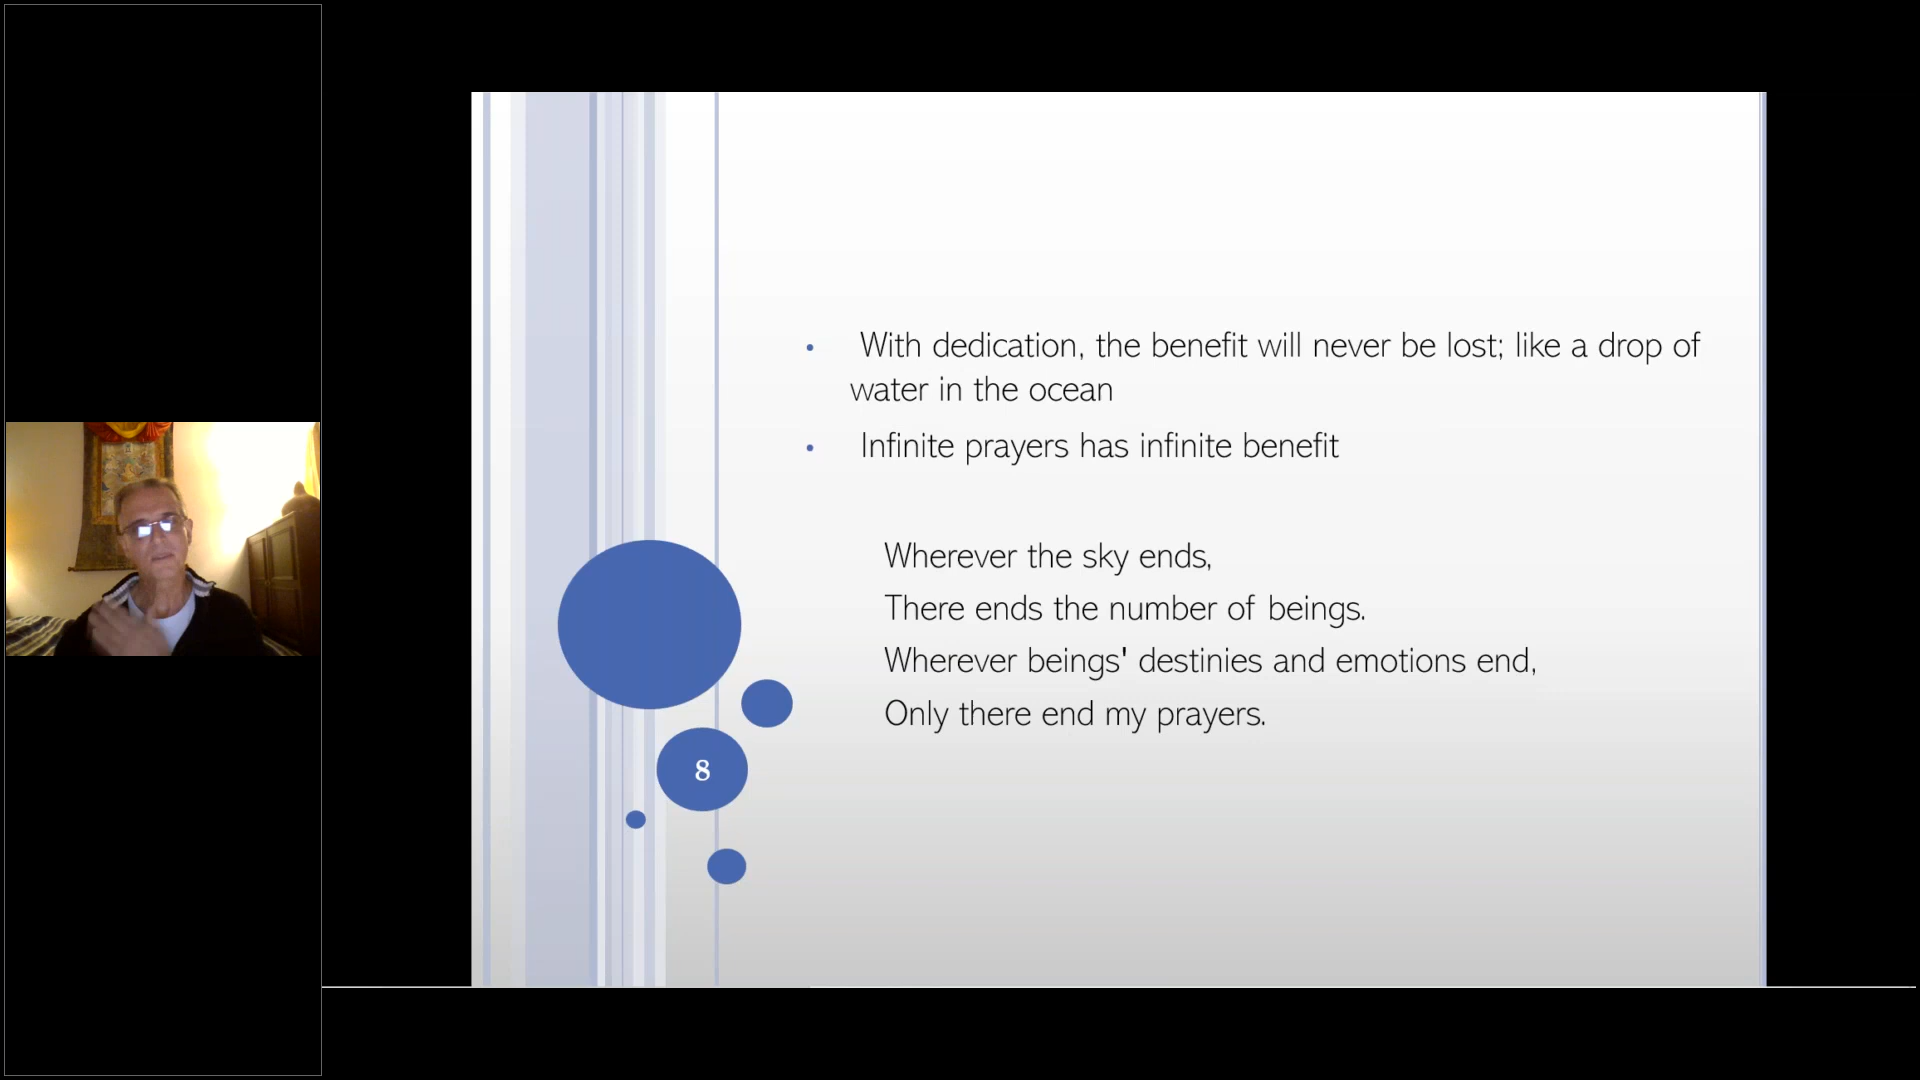 • With dedication, the benefit will never be lost; like a drop of
water in the ocean
• Infinite prayers has infinite benefit
Wherever the sky ends,
There ends the number of beings.
Wherever beings' destinies and emotions end,
Only there end my prayers.
8